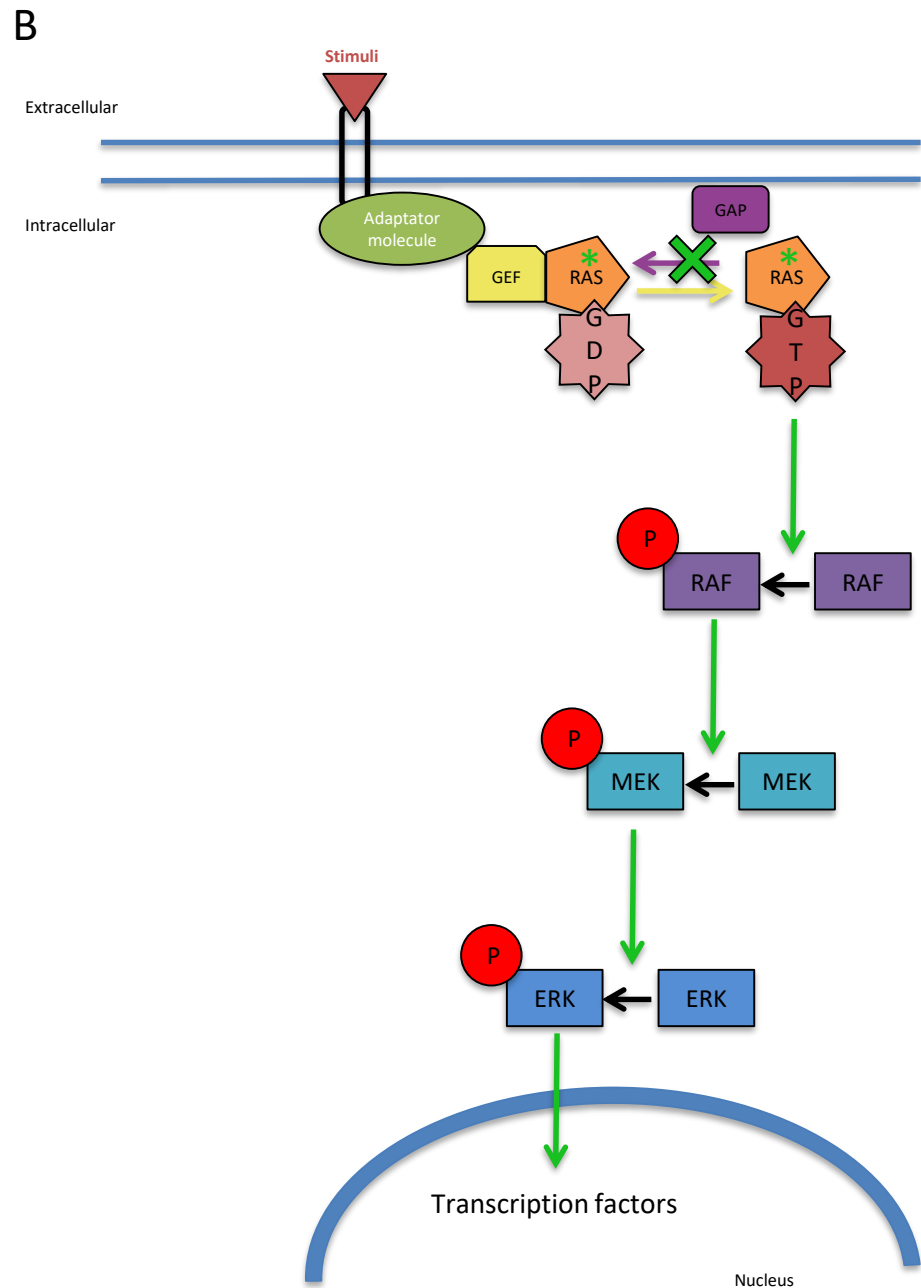 B
Stimuli
Extracellular
Intracellular
Adaptator
molecule
GAP
GEF
* RAS
* RAS
G
D
P
G
T
P
P
RAF
RAF
P
MEK
MEK
P
ERK
ERK
Transcription factors
Nucleus